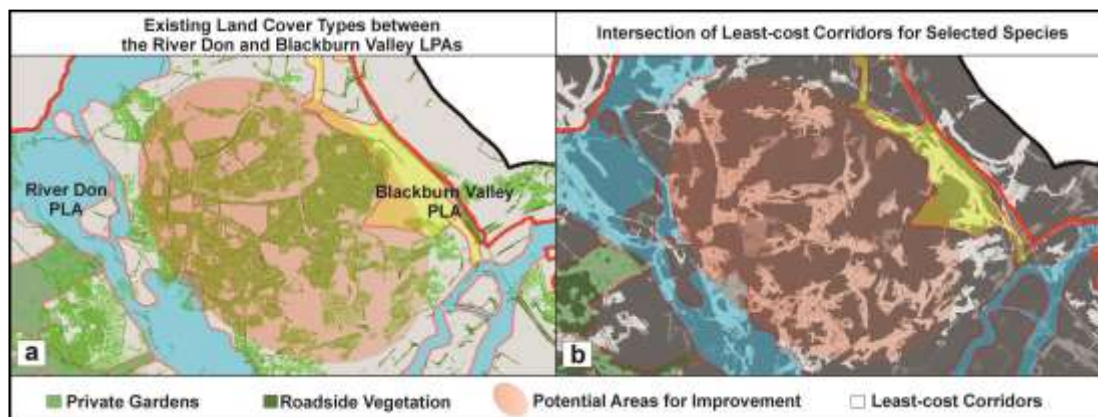 Existing Land Cover Types between
the River Don and Blackburn Valley LPAs
Intersection of Least-cost Corridors for Selected Species
River Don
PLA
Blackburn Valley
PLA
a
b
Private Gardens
Roadside Vegetation
Potential Areas for Improvement
Least-cost Corridors